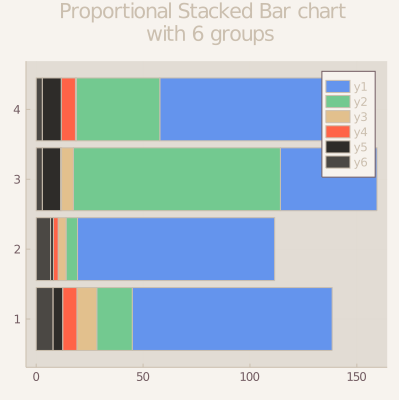 Proportional Stacked Bar chart
with 6 groups
y1
y2
y3
y4
y5
y6
4
3
2
1
0 50 100 150